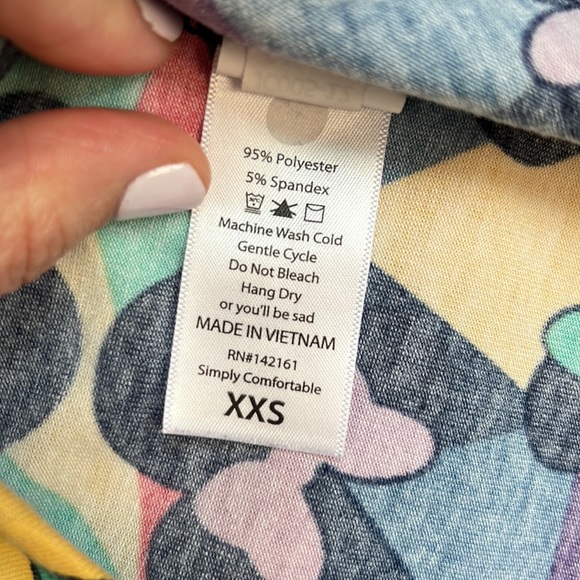 95% Polyester
5% Spandex
Machine Wash Cold
Gentle Cycle
Do Not Bleach
Hang Dry
or you'll be sad
MADE IN VIETNAM
RN#142161
Simply Comfortable
XXS